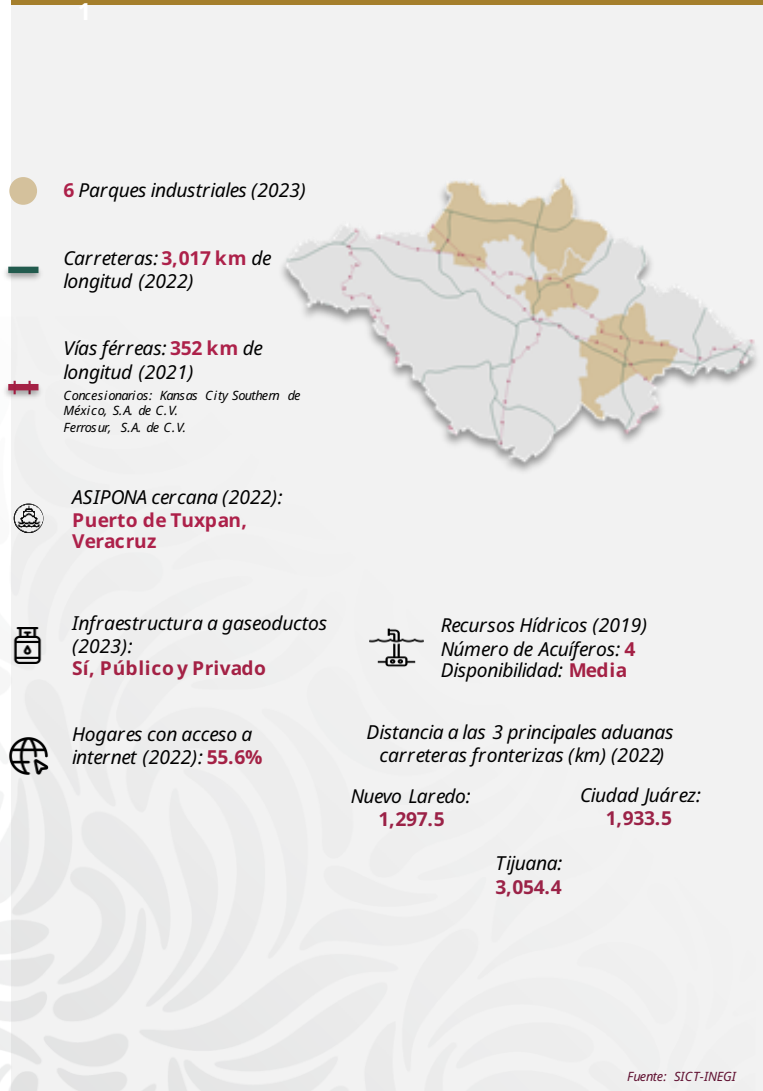 1
6 Parques industriales (2023)
Carreteras: 3,017 km de
longitud (2022)
Vías férreas: 352 km de
longitud (2021)
Concesionarios: Kansas City Southern de
México, S.A. de C.V.
Ferrosur, S.A. de C.V.
ASIPONA cercana (2022):
Puerto de Tuxpan,
Veracruz
Infraestructura a gaseoductos
(2023):
Sí, Público y Privado
Recursos Hídricos (2019)
Número de Acuíferos: 4
Disponibilidad: Media
Hogares con acceso a
internet (2022): 55.6%
Distancia a las 3 principales aduanas
carreteras fronterizas (km) (2022)
Nuevo Laredo:
1,297.5
Ciudad Juárez:
1,933.5
Tijuana:
3,054.4
Fuente: SICT-INEGI